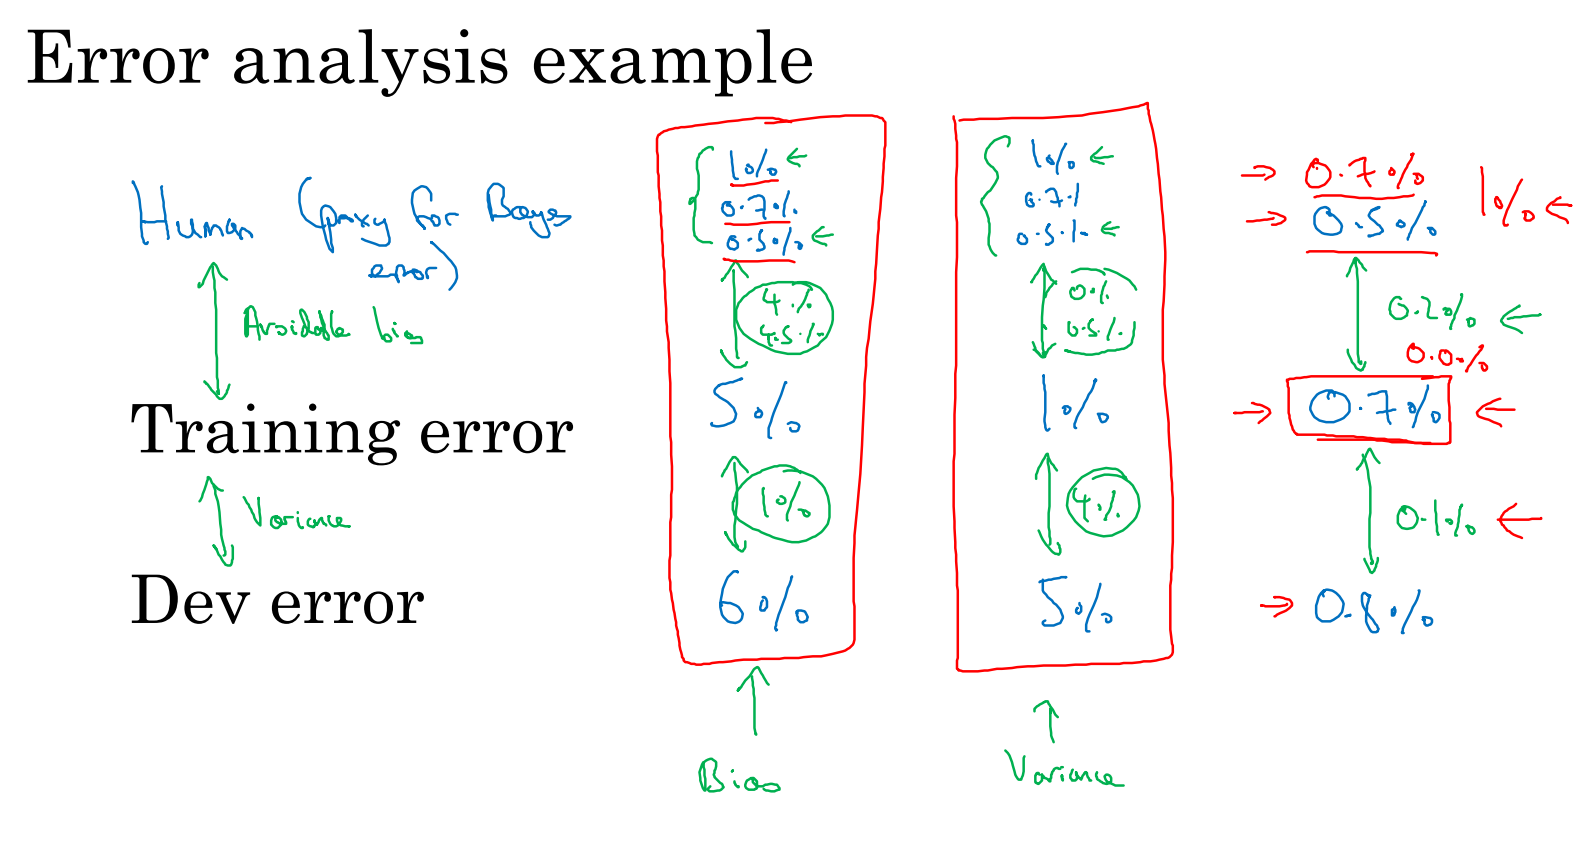 Error analysis example
Human (proxy for Bayes
error)
Avoidable bias
Training error
Variance
Dev error
1%
0.7%
0.5%
4%
4.5%
5%
1%
6%
Bias
1%
0.7%
0.5%
0%
0.5%
1%
4%
5%
Variance
0.7%
0.5%
1%
0.2%
0.0%
0.7%
0.1%
0.8%